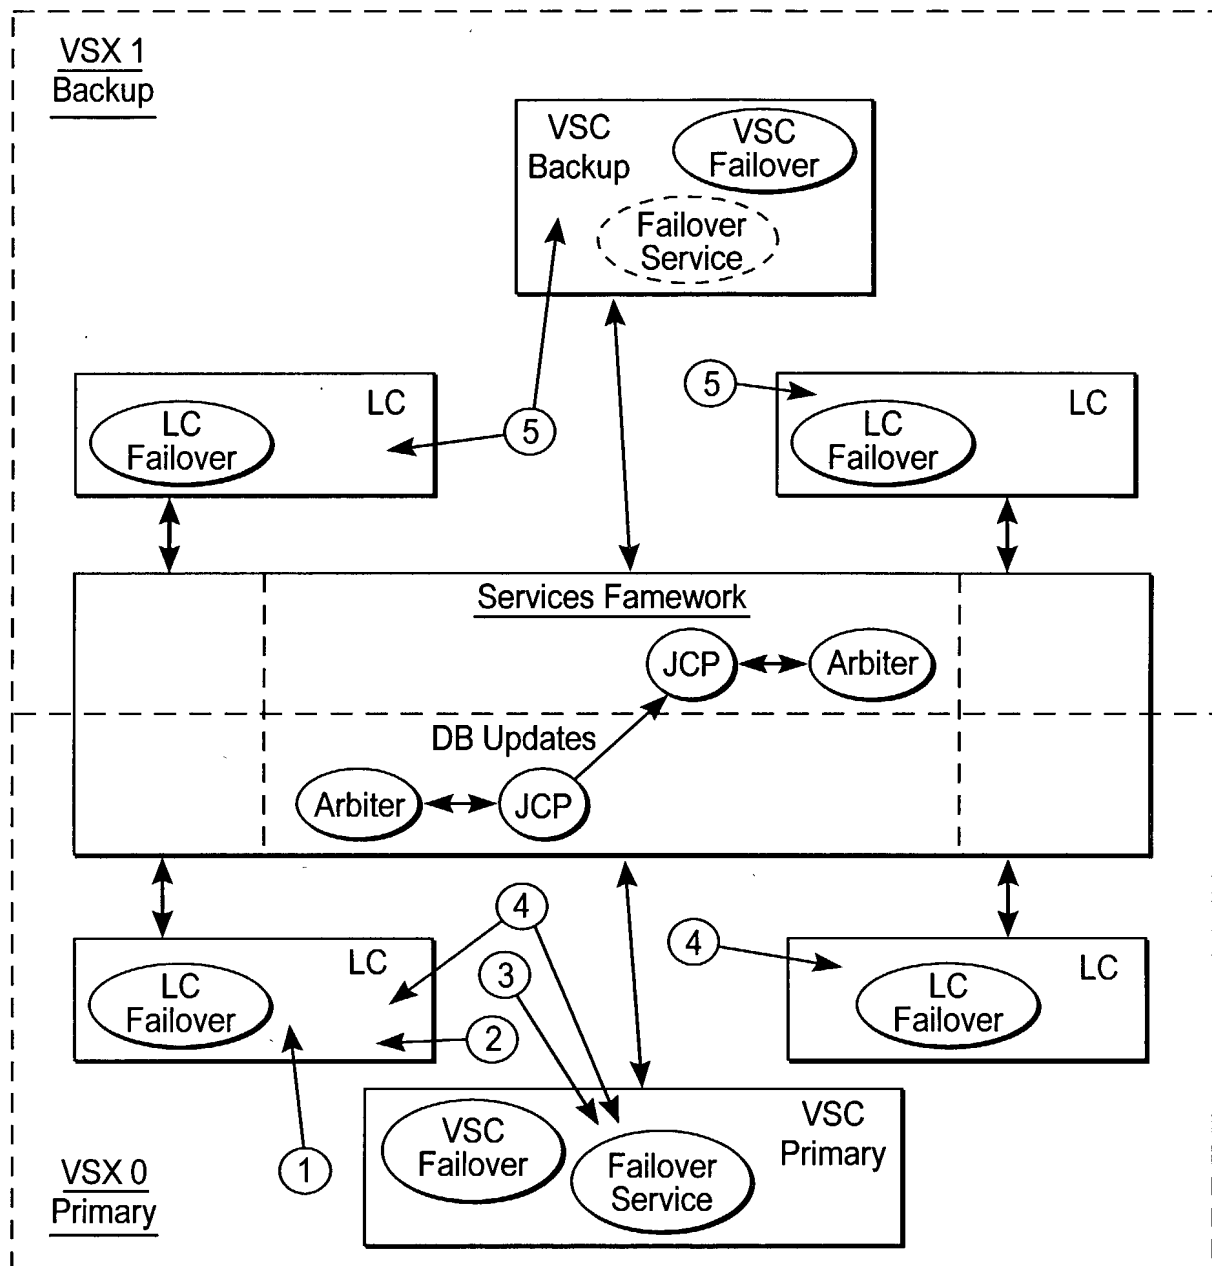 VSX 1
Backup
VSC
Backup
VSC
Failover
Failover
Service
5
LC
LC
Failover
5
LC
LC
Failover
Services Famework
JCP
Arbiter
DB Updates
Arbiter
JCP
4
LC
LC
Failover
3
2
4
LC
LC
Failover
1
VSC
Failover
Failover
Service
VSC
Primary
VSX 0
Primary